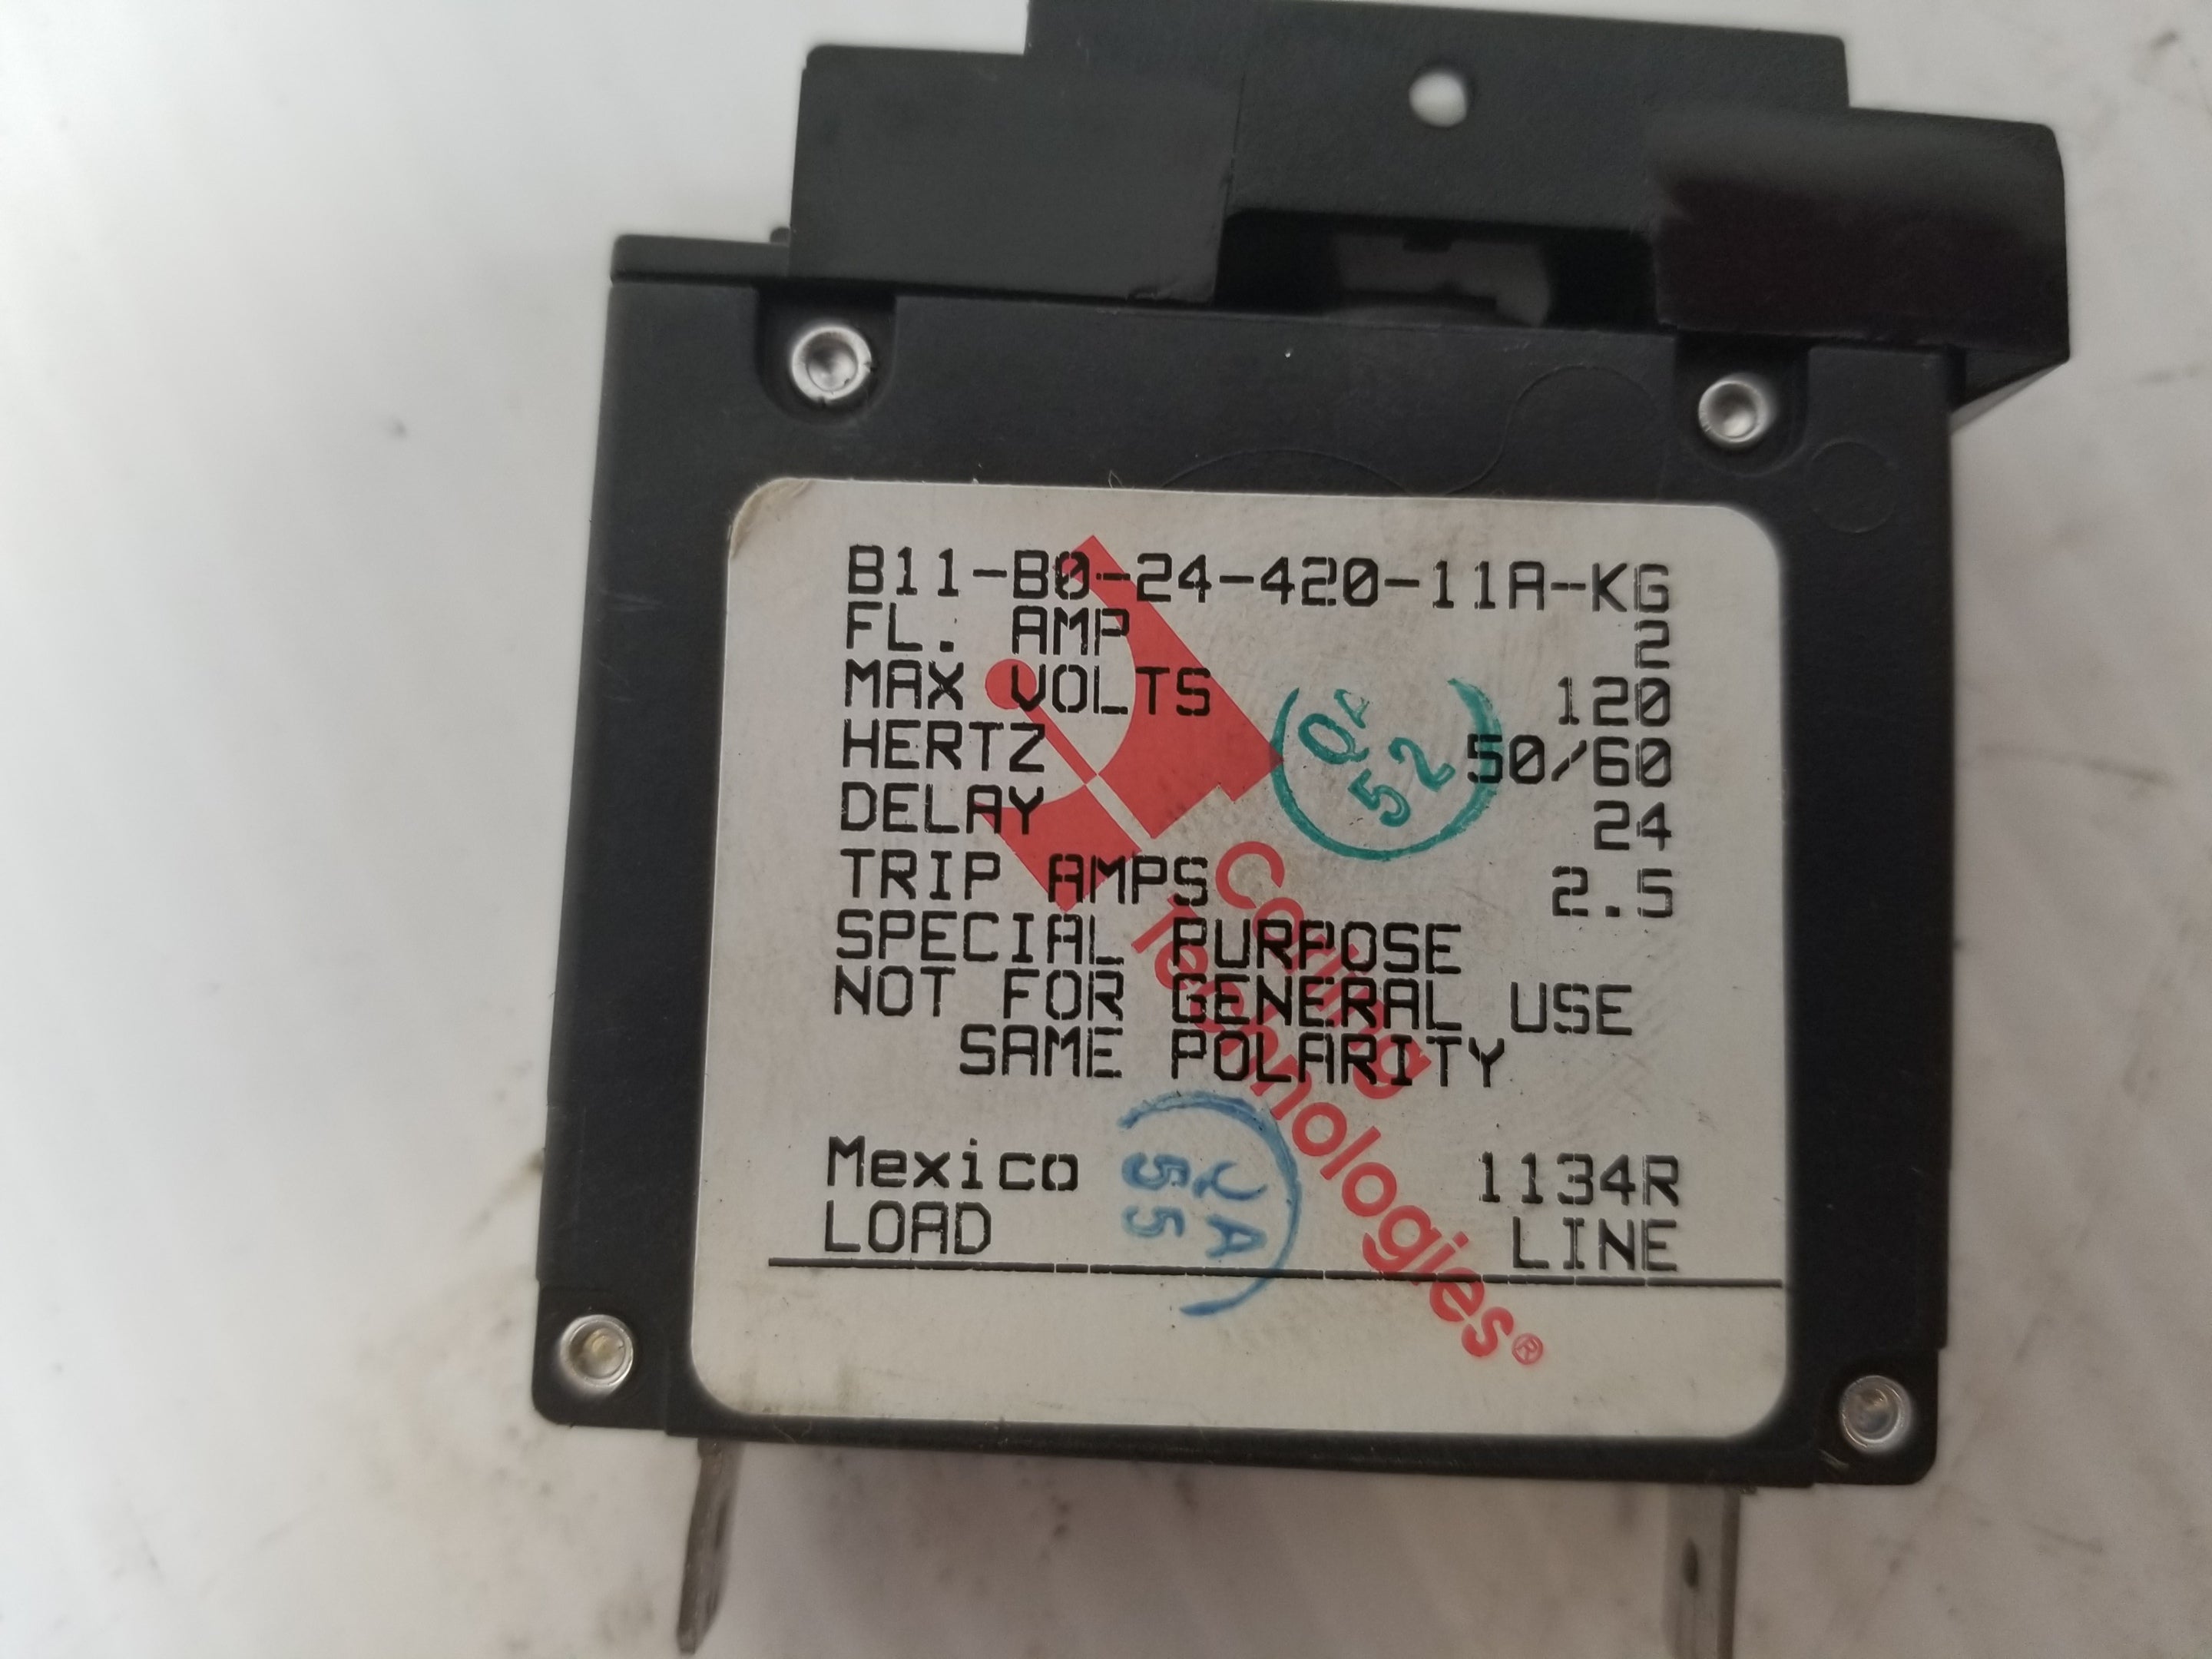 B11-B0-24-420-11A-KG
FL. AMP 2
MAX VOLTS 120
HERTZ 50/60
DELAY 24
TRIP AMPS 2.5
SPECIAL PURPOSE
NOT FOR GENERAL USE
SAME POLARITY
Mexico 1134R
LOAD LINE
Carling
Technologies®
52
QA
55